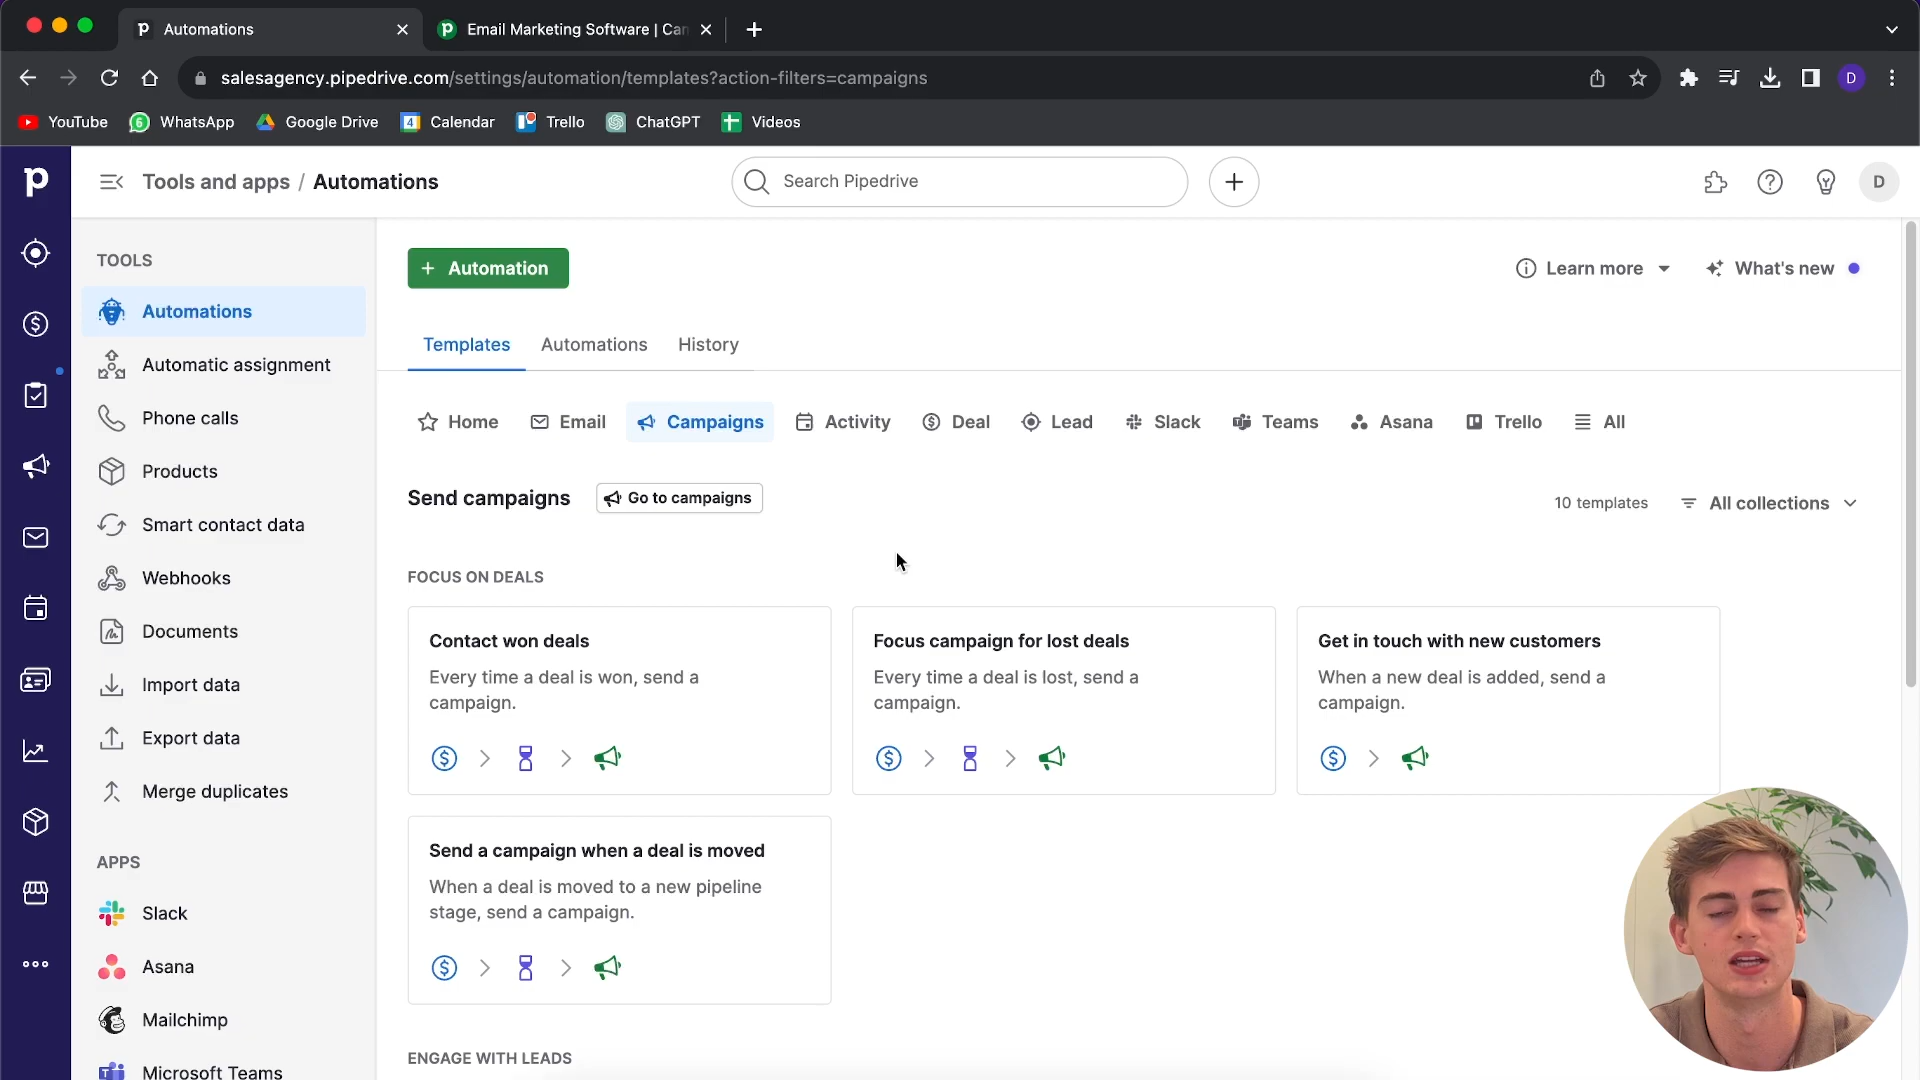 Automations
Email Marketing Software | Can
salesagency.pipedrive.com/settings/automation/templates?action-filters=campaigns
D
YouTube
6 WhatsApp
Google Drive
4 Calendar
Trello
ChatGPT
Videos
p
Tools and apps / Automations
Search Pipedrive
D
TOOLS
Automations
Automatic assignment
Phone calls
Products
Smart contact data
Webhooks
Documents
Import data
Export data
Merge duplicates
APPS
Slack
Asana
Mailchimp
Microsoft Teams
+ Automation
Learn more
What's new
Templates
Automations
History
Home
Email
Campaigns
Activity
Deal
Lead
Slack
Teams
Asana
Trello
All
Send campaigns
Go to campaigns
10 templates
All collections
FOCUS ON DEALS
Contact won deals
Every time a deal is won, send a
campaign.
Focus campaign for lost deals
Every time a deal is lost, send a
campaign.
Get in touch with new customers
When a new deal is added, send a
campaign.
Send a campaign when a deal is moved
When a deal is moved to a new pipeline
stage, send a campaign.
ENGAGE WITH LEADS